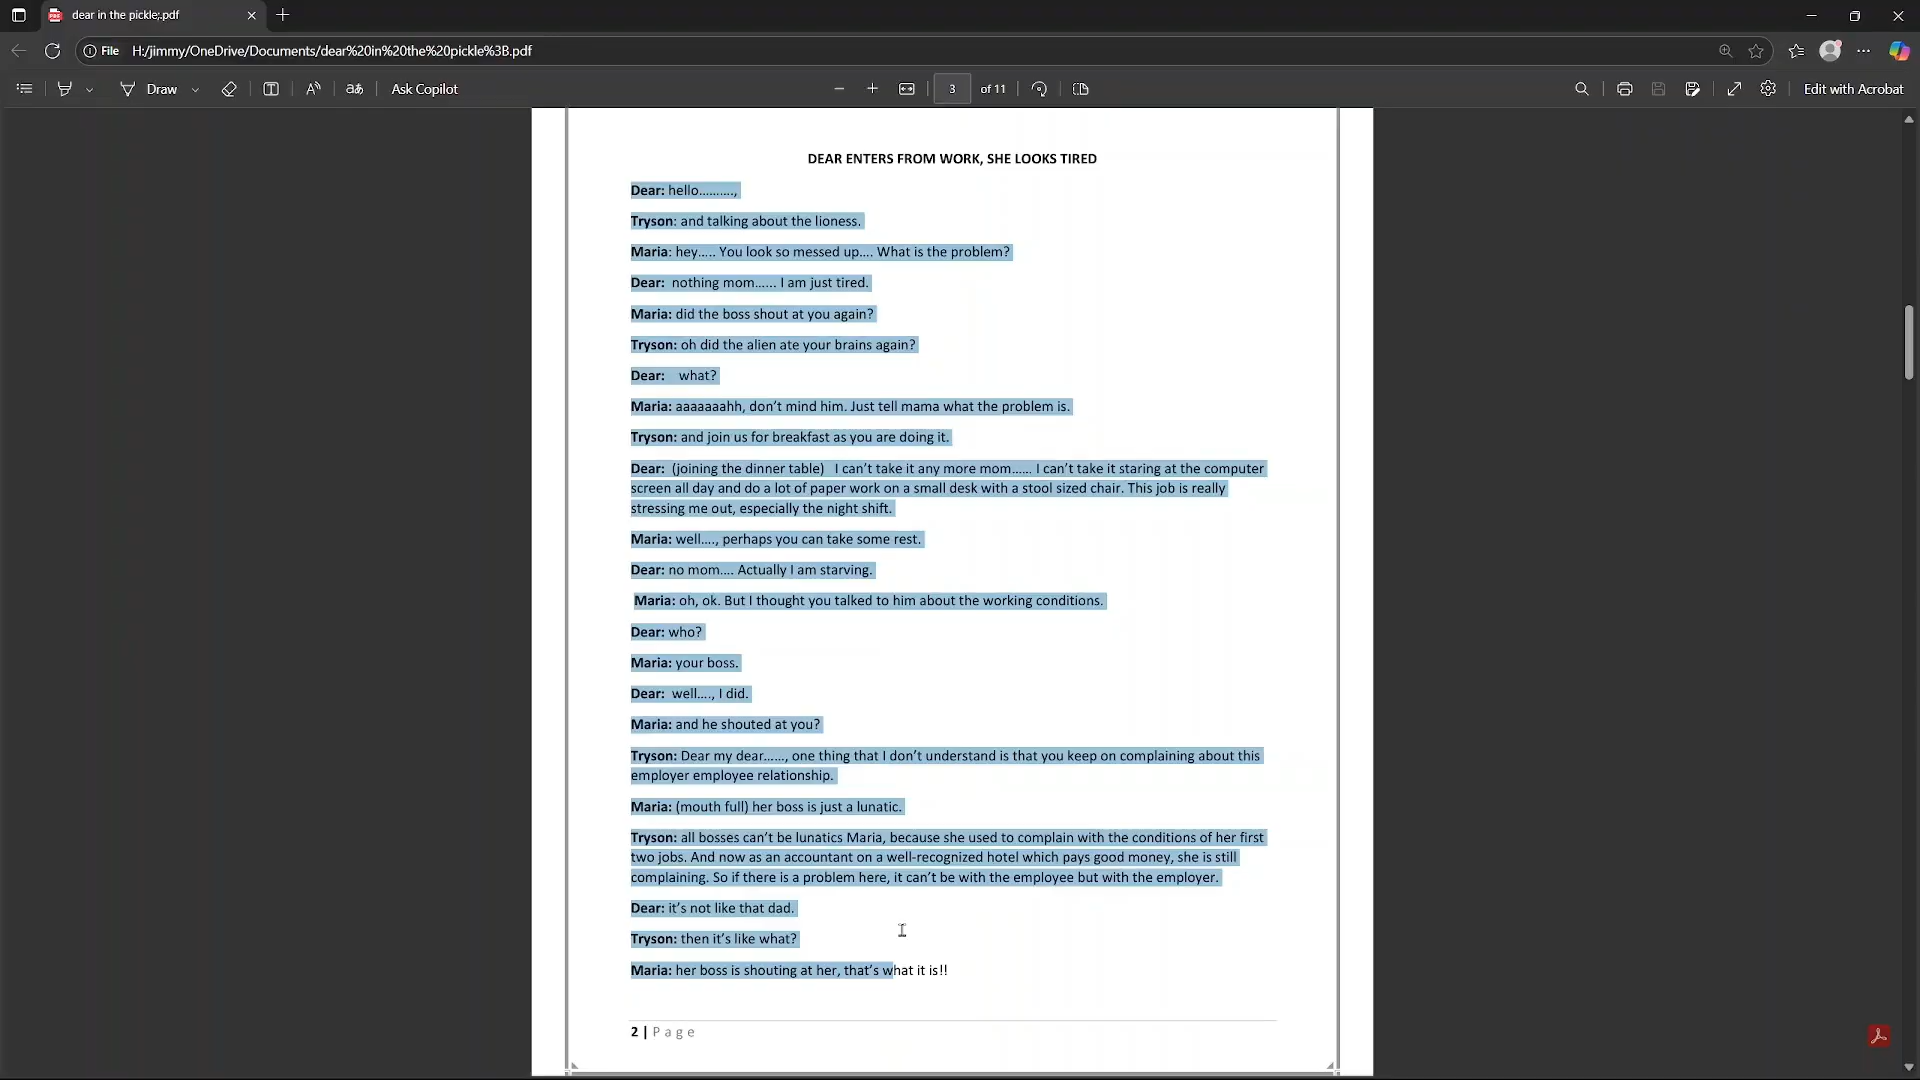 dear in the pickle;.pdf
File
H:/jimmy/OneDrive/Documents/dear%20in%20the%20pickle%3B.pdf
Draw
aあ
Ask Copilot
3
of 11
Edit with Acrobat
DEAR ENTERS FROM WORK, SHE LOOKS TIRED
Dear: hello……….,
Tryson: and talking about the lioness.
Maria: hey….. You look so messed up…. What is the problem?
Dear:  nothing mom…... I am just tired.
Maria: did the boss shout at you again?
Tryson: oh did the alien ate your brains again?
Dear:   what?
Maria: aaaaaaahh, don't mind him. Just tell mama what the problem is.
Tryson: and join us for breakfast as you are doing it.
Dear:  (joining the dinner table)   I can't take it any more mom…... I can't take it staring at the computer
screen all day and do a lot of paper work on a small desk with a stool sized chair. This job is really
stressing me out, especially the night shift.
Maria: well…., perhaps you can take some rest.
Dear: no mom…. Actually I am starving.
Maria: oh, ok. But I thought you talked to him about the working conditions.
Dear: who?
Maria: your boss.
Dear:  well…., I did.
Maria: and he shouted at you?
Tryson: Dear my dear……, one thing that I don't understand is that you keep on complaining about this
employer employee relationship.
Maria: (mouth full) her boss is just a lunatic.
Tryson: all bosses can't be lunatics Maria, because she used to complain with the conditions of her first
two jobs. And now as an accountant on a well-recognized hotel which pays good money, she is still
complaining. So if there is a problem here, it can't be with the employee but with the employer.
Dear: it's not like that dad.
Tryson: then it's like what?
Maria: her boss is shouting at her, that's what it is!!
2 | Page